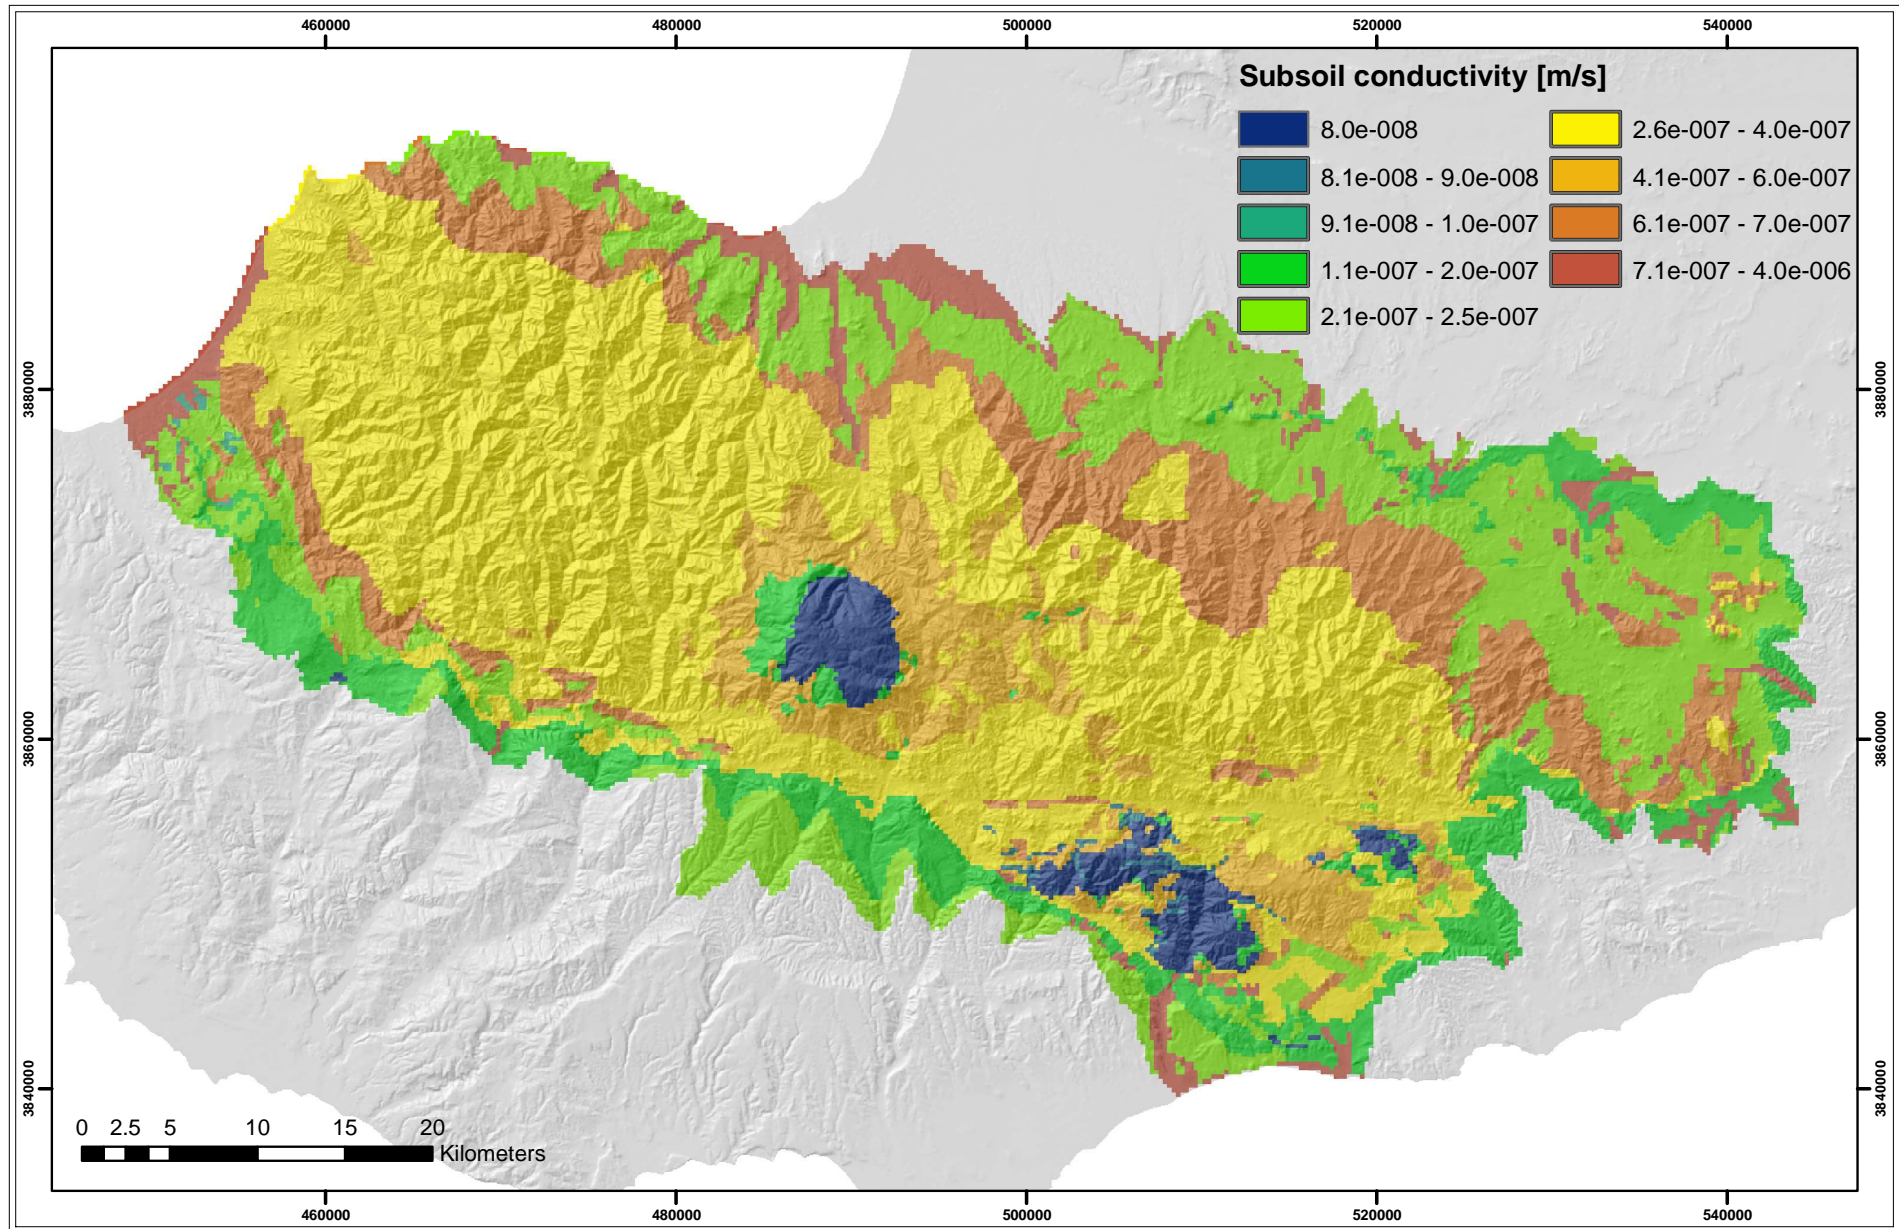 460000 480000 500000 520000 540000
Subsoil conductivity [m/s]
8.0e-008
8.1e-008 - 9.0e-008
9.1e-008 - 1.0e-007
1.1e-007 - 2.0e-007
2.1e-007 - 2.5e-007
2.6e-007 - 4.0e-007
4.1e-007 - 6.0e-007
6.1e-007 - 7.0e-007
7.1e-007 - 4.0e-006
3880000 3880000
3860000 3860000
3840000 3840000
0 2.5 5 10 15 20
Kilometers
460000 480000 500000 520000 540000